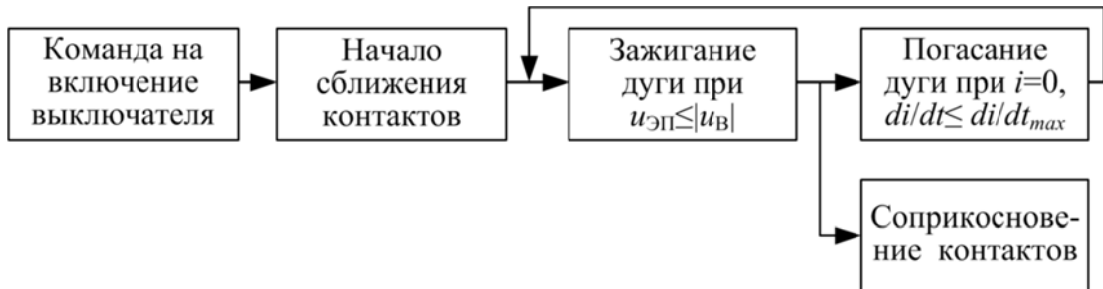 Команда на
включение
выключателя
Начало
сближения
контактов
Зажигание
дуги при
uЭП≤|uВ|
Погасание
дуги при i=0,
di/dt≤ di/dtmax
Соприкоснове-
ние контактов